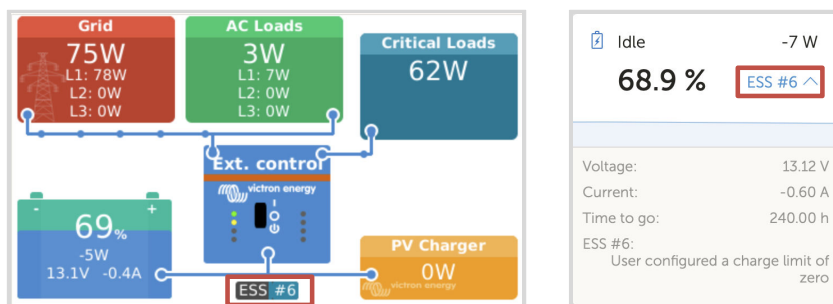 Grid
75W
L1: 78W
L2: 0W
L3: 0W
AC Loads
3W
L1: 7W
L2: 0W
L3: 0W
Critical Loads
62W
Ext. control
victron energy
I
O
- +
69%
-5W
13.1V -0.4A
ESS #6
PV Charger
0W
victron energy
Idle -7 W
68.9 % ESS #6
Voltage: 13.12 V
Current: -0.60 A
Time to go: 240.00 h
ESS #6:
User configured a charge limit of
zero